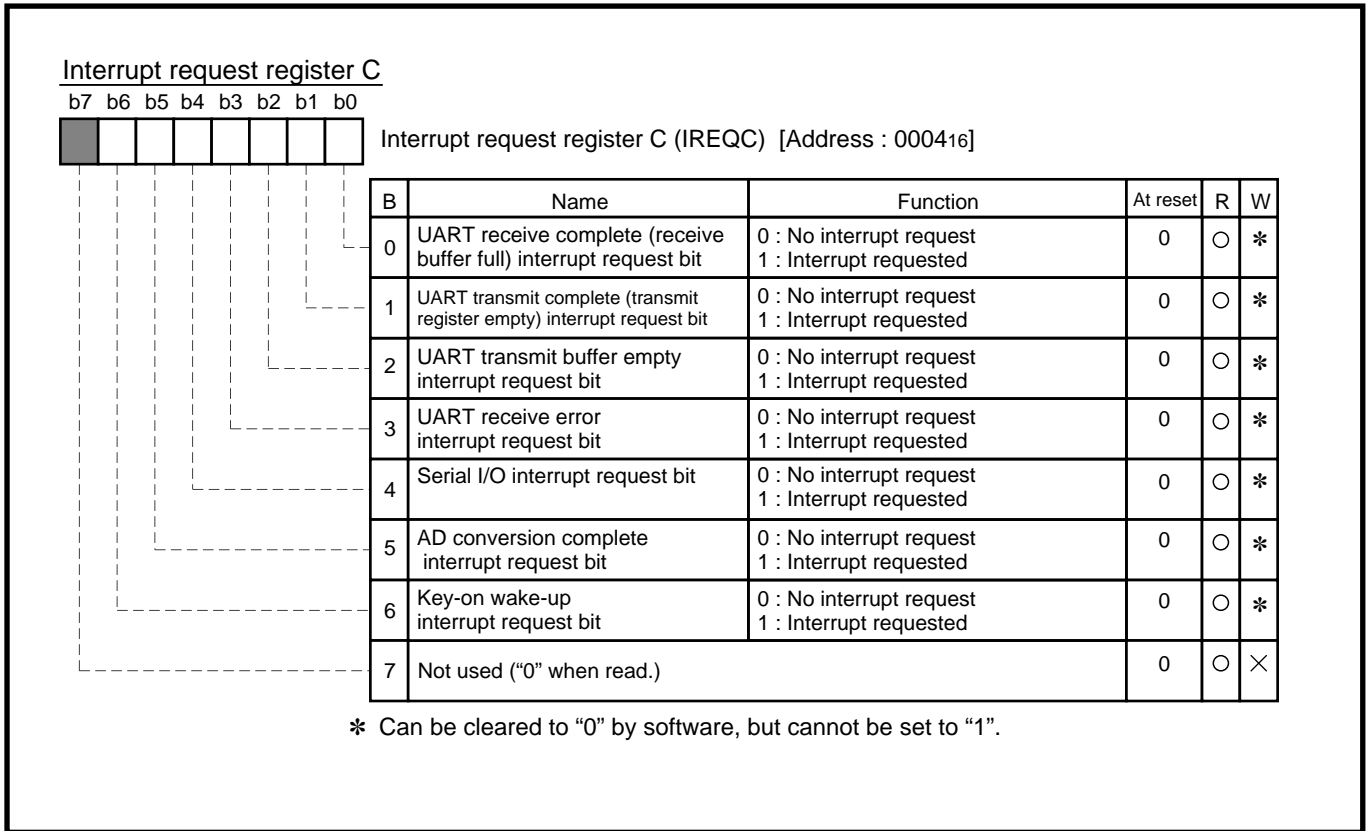 Interrupt request register C
b7 b6 b5 b4 b3 b2 b1 b0
Interrupt request register C (IREQC) [Address : 000416]
B Name Function At reset R W
0 UART receive complete (receive buffer full) interrupt request bit 0 : No interrupt request 1 : Interrupt requested 0 ○ ✻
1 UART transmit complete (transmit register empty) interrupt request bit 0 : No interrupt request 1 : Interrupt requested 0 ○ ✻
2 UART transmit buffer empty interrupt request bit 0 : No interrupt request 1 : Interrupt requested 0 ○ ✻
3 UART receive error interrupt request bit 0 : No interrupt request 1 : Interrupt requested 0 ○ ✻
4 Serial I/O interrupt request bit 0 : No interrupt request 1 : Interrupt requested 0 ○ ✻
5 AD conversion complete interrupt request bit 0 : No interrupt request 1 : Interrupt requested 0 ○ ✻
6 Key-on wake-up interrupt request bit 0 : No interrupt request 1 : Interrupt requested 0 ○ ✻
7 Not used (“0” when read.) 0 ○ ×
✻ Can be cleared to “0” by software, but cannot be set to “1”.